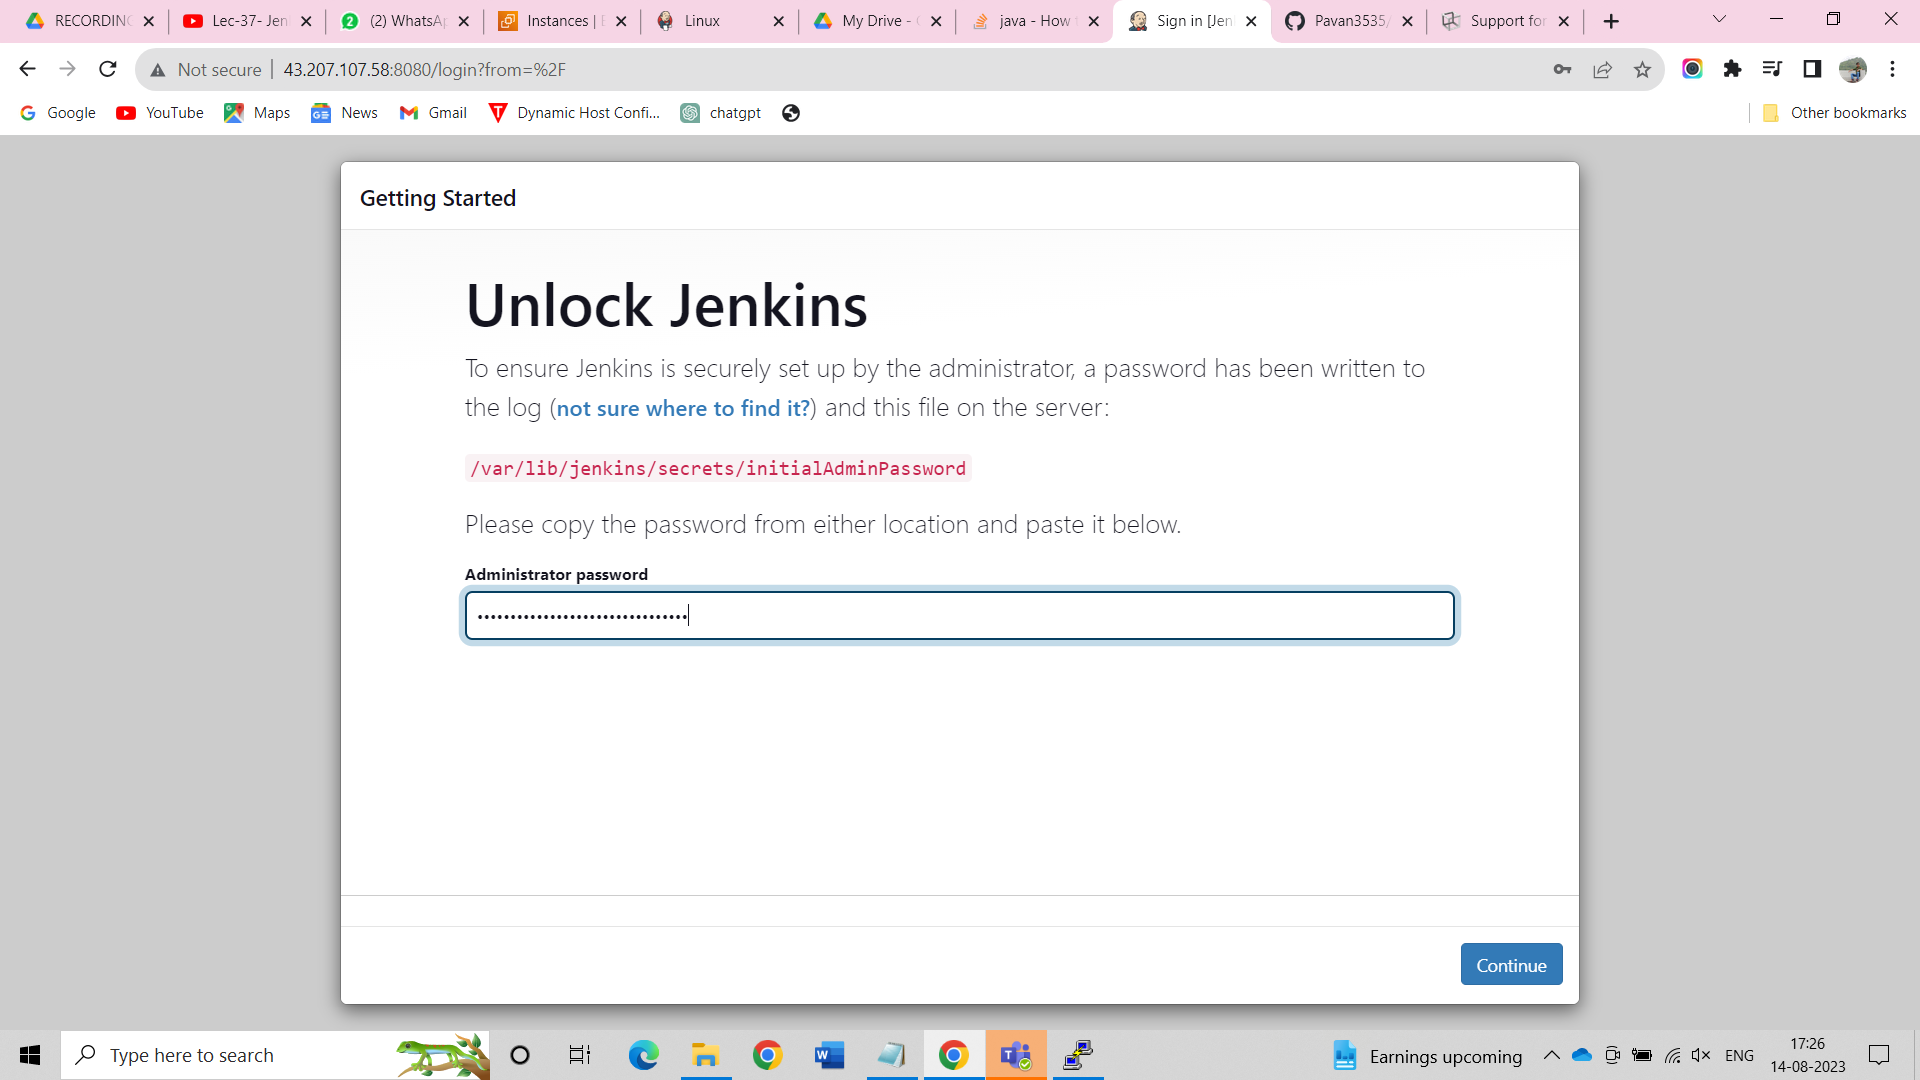 RECORDING
Lec-37- Jen
(2) WhatsAp
Instances | E
Linux
My Drive -
java - How
Sign in [Jen
Pavan3535/
Support for
Not secure
43.207.107.58:8080/login?from=%2F
Google
YouTube
Maps
News
Gmail
Dynamic Host Confi...
chatgpt
Other bookmarks
Getting Started
Unlock Jenkins
To ensure Jenkins is securely set up by the administrator, a password has been written to
the log (not sure where to find it?) and this file on the server:
/var/lib/jenkins/secrets/initialAdminPassword
Please copy the password from either location and paste it below.
Administrator password
Continue
Type here to search
Earnings upcoming
ENG
17:26
14-08-2023